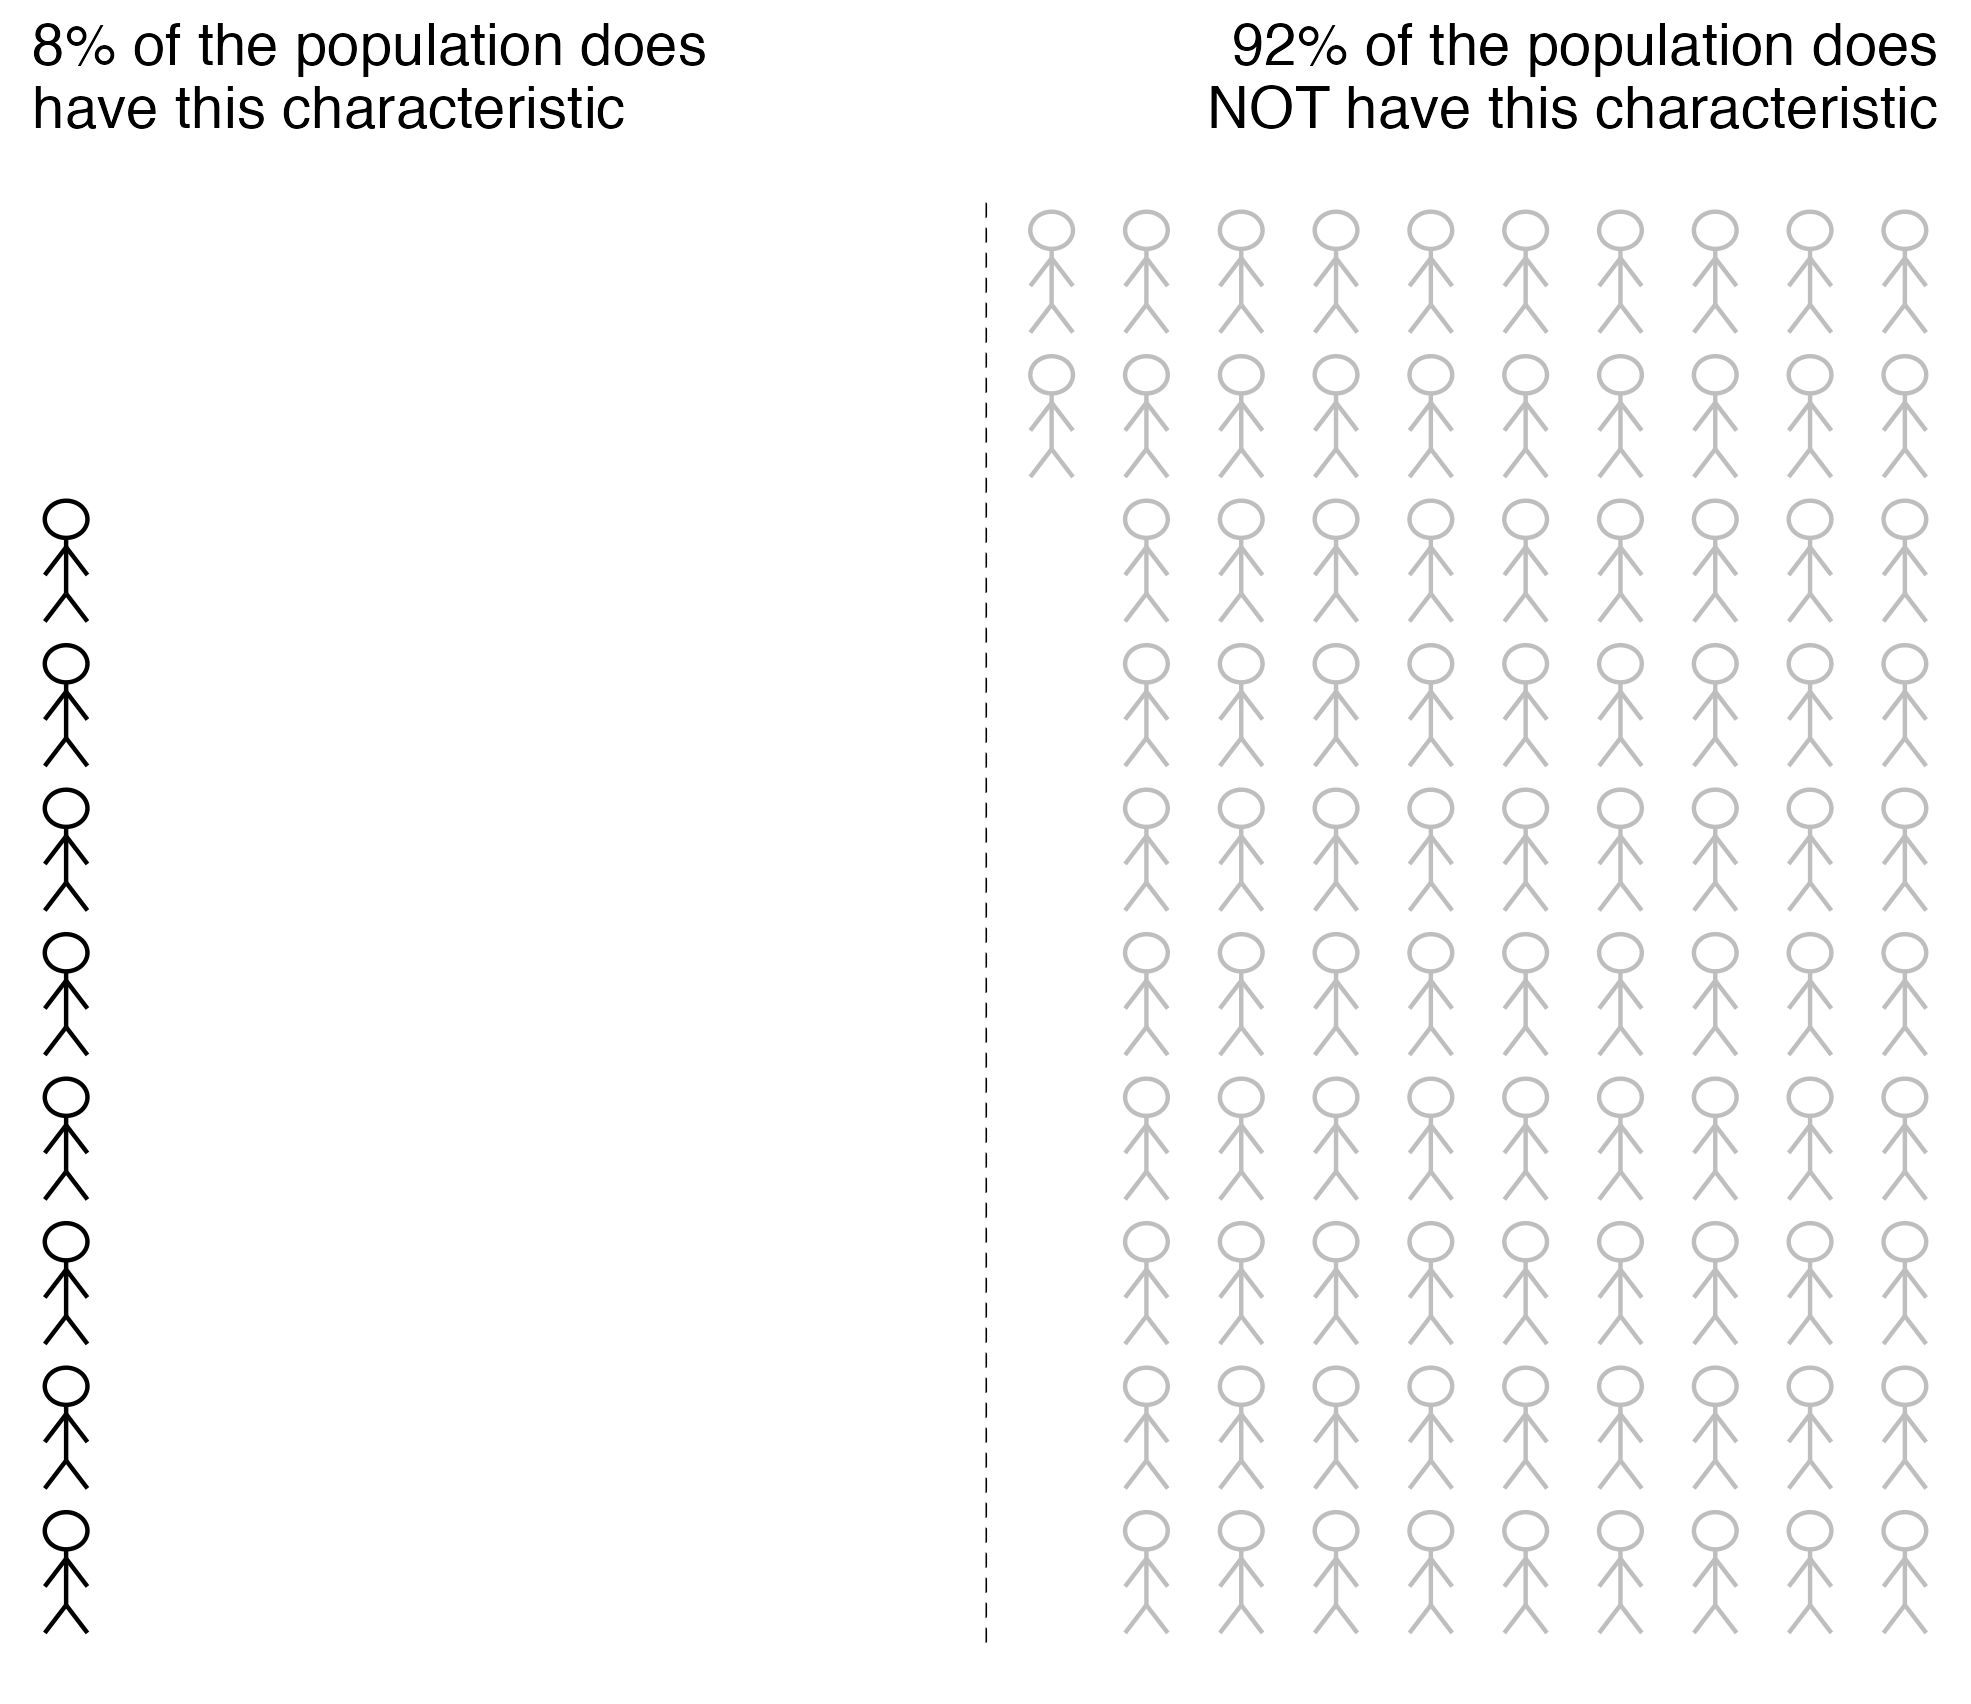 8% of the population does
have this characteristic
92% of the population does
NOT have this characteristic